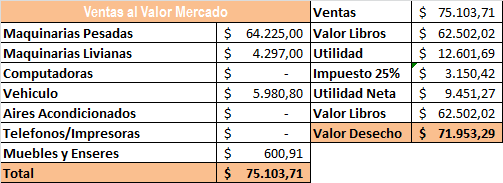 Ventas al Valor Mercado
Maquinarias Pesadas $ 64.225,00
Maquinarias Livianas $ 4.297,00
Computadoras $ -
Vehiculo $ 5.980,80
Aires Acondicionados $ -
Telefonos/Impresoras $ -
Muebles y Enseres $ 600,91
Total $ 75.103,71
Ventas $ 75.103,71
Valor Libros $ 62.502,02
Utilidad $ 12.601,69
Impuesto 25% $ 3.150,42
Utilidad Neta $ 9.451,27
Valor Libros $ 62.502,02
Valor Desecho $ 71.953,29